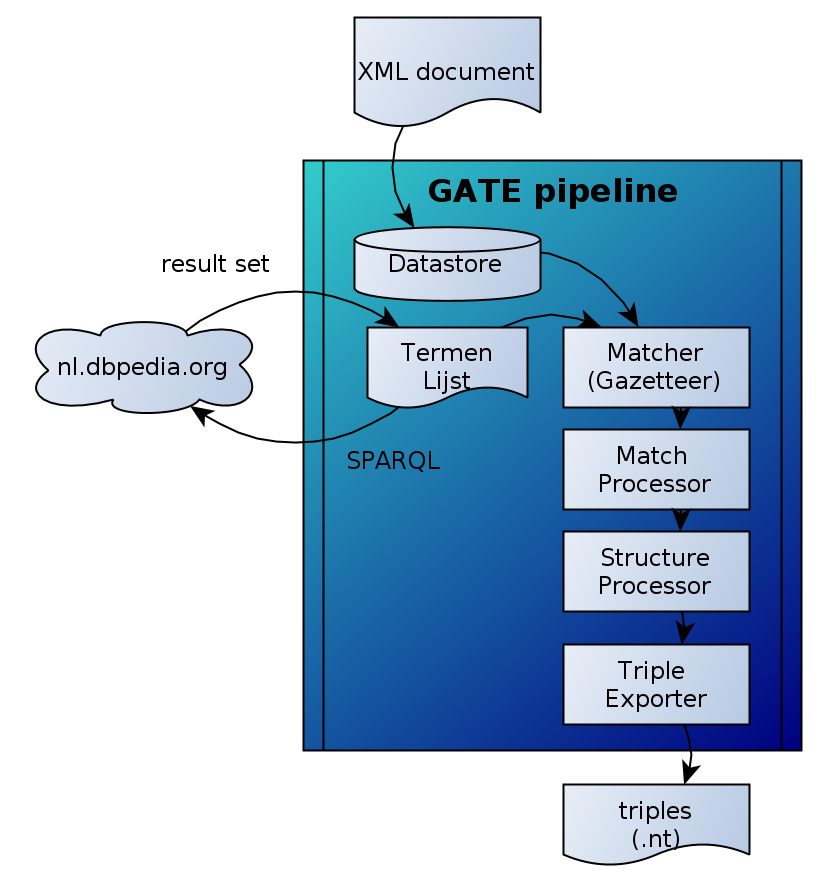 XML document
GATE pipeline
result set
Datastore
nl.dbpedia.org
Termen
Lijst
Matcher
(Gazetteer)
SPARQL
Match
Processor
Structure
Processor
Triple
Exporter
triples
(.nt)